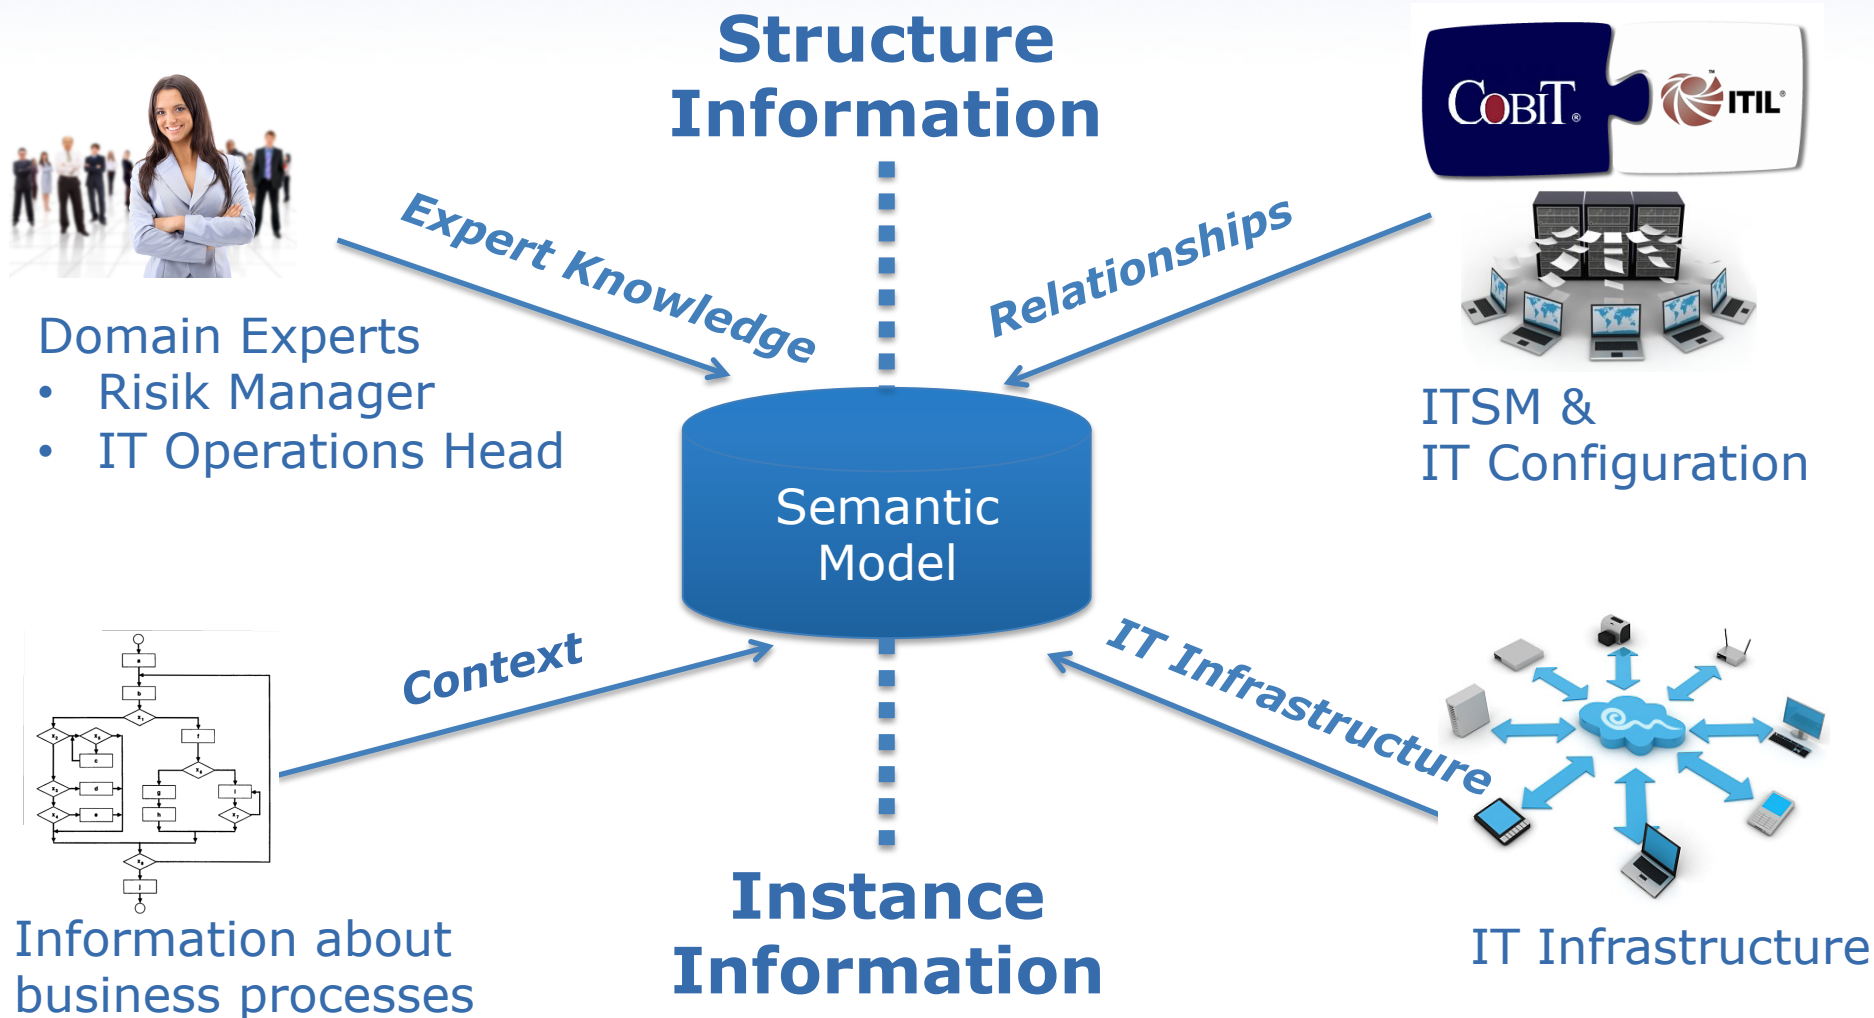 Structure
Information
COBIT®
ITIL®
™
Expert Knowledge
Relationships
Domain Experts
• Risik Manager
• IT Operations Head
ITSM &
IT Configuration
Semantic
Model
Context
IT Infrastructure
a
b
f
g
h
c
d
e
Instance
Information
Information about
business processes
IT Infrastructure